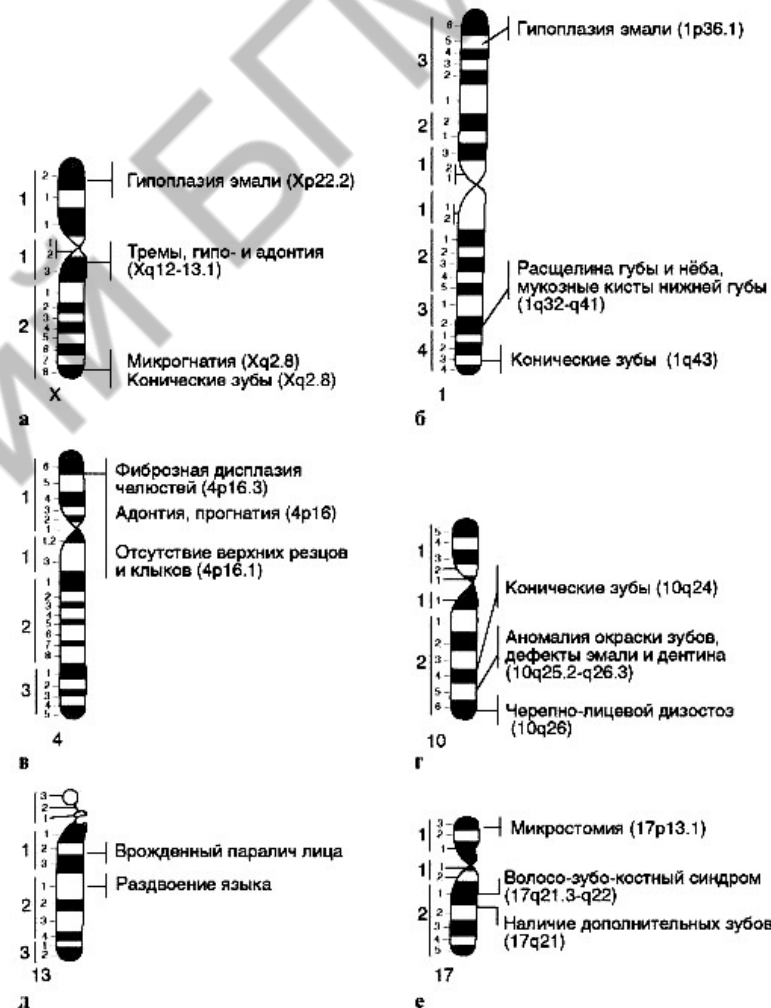 ИЙ БГМ
Гипоплазия эмали (Xp22.2)
Тремы, гипо- и адонтия
(Xq12-13.1)
Микрогнатия (Xq2.8)
Конические зубы (Xq2.8)
X
а
Гипоплазия эмали (1p36.1)
Расщелина губы и нёба,
мукозные кисты нижней губы
(1q32-q41)
Конические зубы (1q43)
1
б
Фиброзная дисплазия
челюстей (4p16.3)
Адонтия, прогнатия (4p16)
Отсутствие верхних резцов
и клыков (4p16.1)
4
в
Конические зубы (10q24)
Аномалия окраски зубов,
дефекты эмали и дентина
(10q25.2-q26.3)
Черепно-лицевой дизостоз
(10q26)
10
г
Врожденный паралич лица
Раздвоение языка
13
д
Микростомия (17p13.1)
Волосо-зубо-костный синдром
(17q21.3-q22)
Наличие дополнительных зубов
(17q21)
17
е